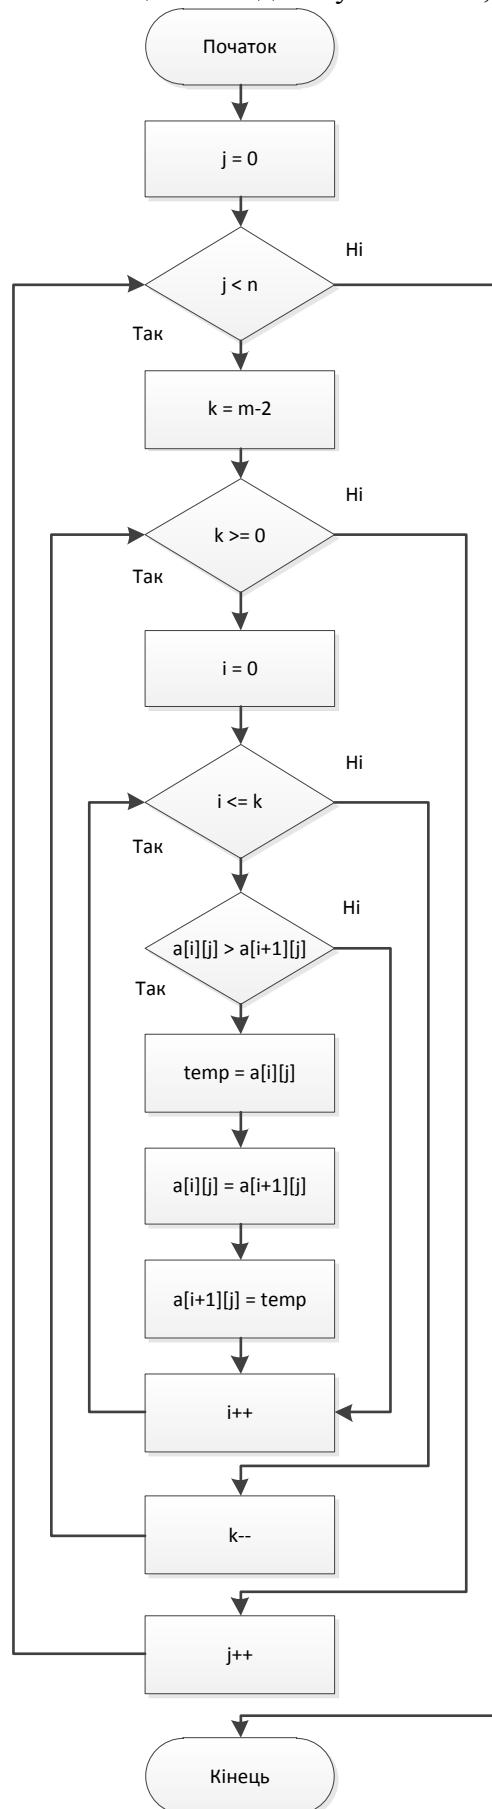 Початок
j = 0
Ні
j < n
Так
k = m-2
Ні
k >= 0
Так
i = 0
Ні
i <= k
Так
Ні
a[i][j] > a[i+1][j]
Так
temp = a[i][j]
a[i][j] = a[i+1][j]
a[i+1][j] = temp
i++
k--
j++
Кінець